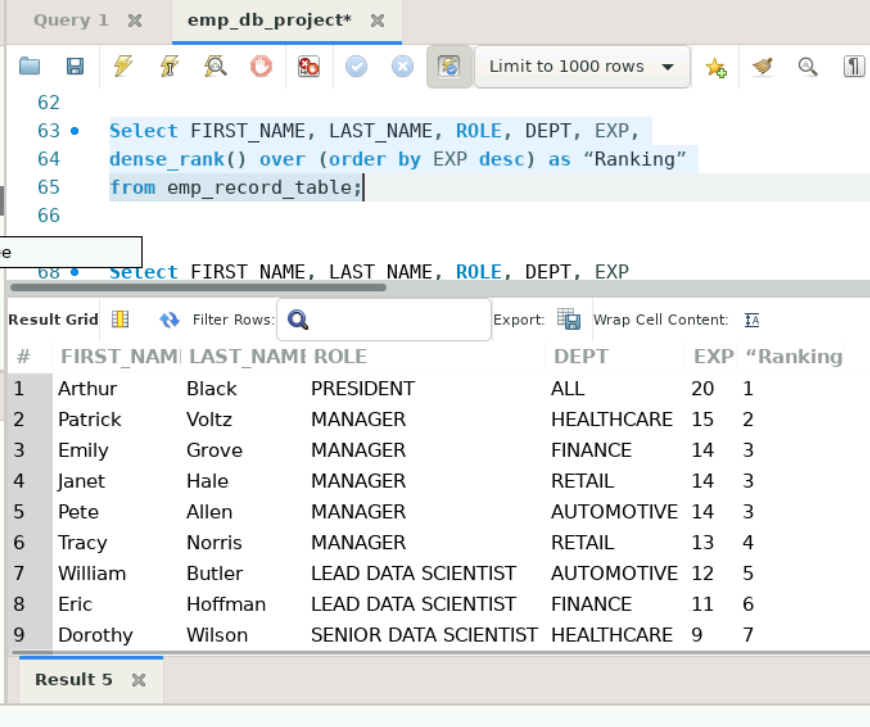 Query 1
emp_db_project*
Limit to 1000 rows
62
63 Select FIRST_NAME, LAST_NAME, ROLE, DEPT, EXP,
64 dense_rank() over (order by EXP desc) as “Ranking”
65 from emp_record_table;
66
e
68 Select FIRST_NAME, LAST_NAME, ROLE, DEPT, EXP
Result Grid Filter Rows: Export: Wrap Cell Content: IA
# FIRST_NAM LAST_NAME ROLE DEPT EXP “Ranking
1 Arthur Black PRESIDENT ALL 20 1
2 Patrick Voltz MANAGER HEALTHCARE 15 2
3 Emily Grove MANAGER FINANCE 14 3
4 Janet Hale MANAGER RETAIL 14 3
5 Pete Allen MANAGER AUTOMOTIVE 14 3
6 Tracy Norris MANAGER RETAIL 13 4
7 William Butler LEAD DATA SCIENTIST AUTOMOTIVE 12 5
8 Eric Hoffman LEAD DATA SCIENTIST FINANCE 11 6
9 Dorothy Wilson SENIOR DATA SCIENTIST HEALTHCARE 9 7
Result 5